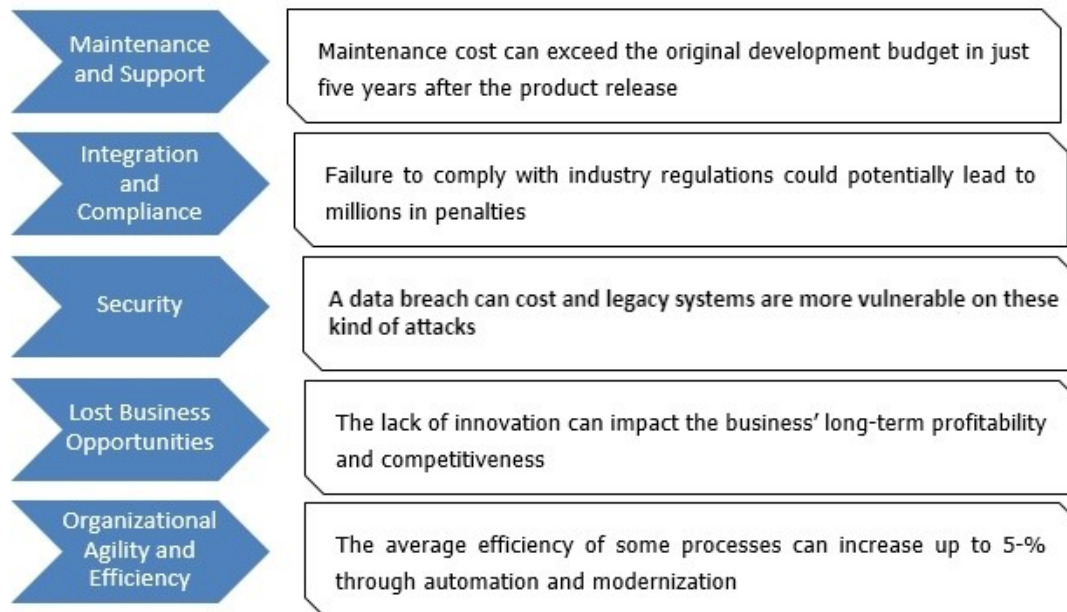 Maintenance
and Support
Maintenance cost can exceed the original development budget in just
five years after the product release
Integration
and
Compliance
Failure to comply with industry regulations could potentially lead to
millions in penalties
Security
A data breach can cost and legacy systems are more vulnerable on these
kind of attacks
Lost Business
Opportunities
The lack of innovation can impact the business’ long-term profitability
and competitiveness
Organizational
Agility and
Efficiency
The average efficiency of some processes can increase up to 5-%
through automation and modernization